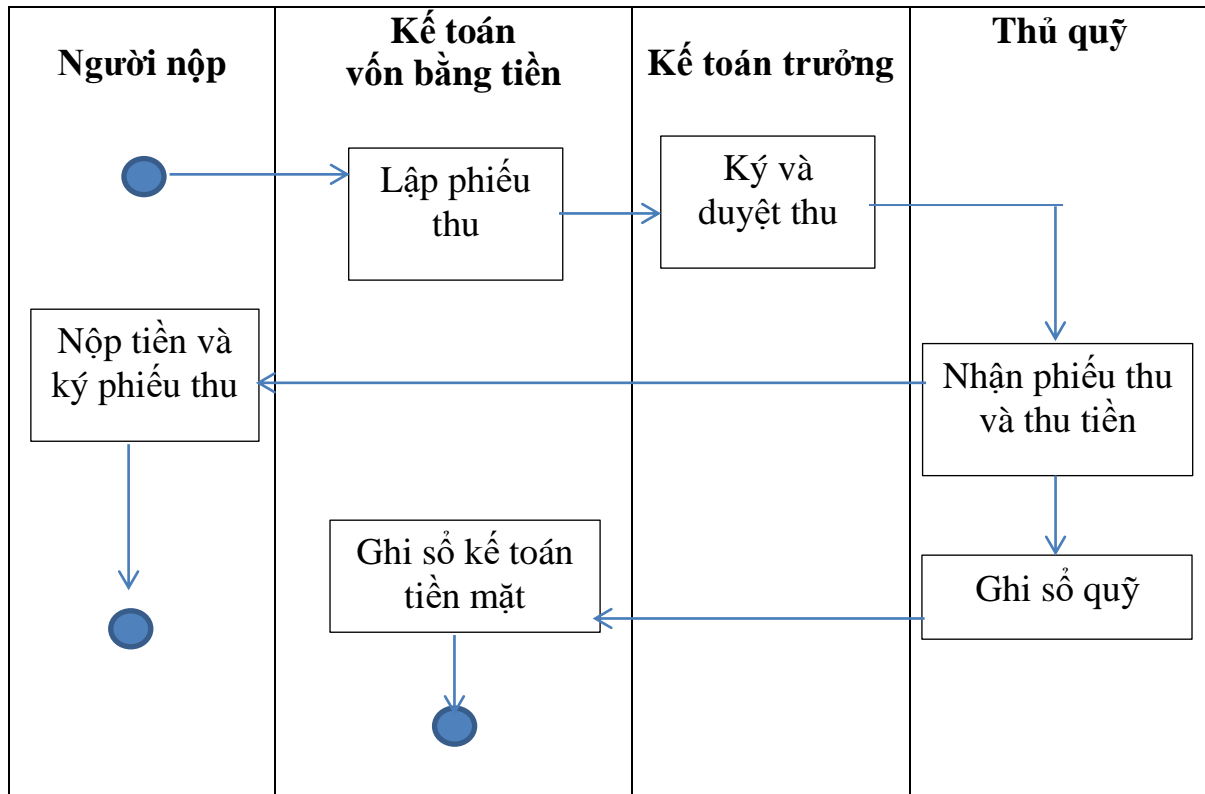 Người nộp
Kế toán
vốn bằng tiền
Kế toán trưởng
Thủ quỹ
Lập phiếu
thu
Ký và
duyệt thu
Nộp tiền và
ký phiếu thu
Nhận phiếu thu
và thu tiền
Ghi sổ kế toán
tiền mặt
Ghi sổ quỹ